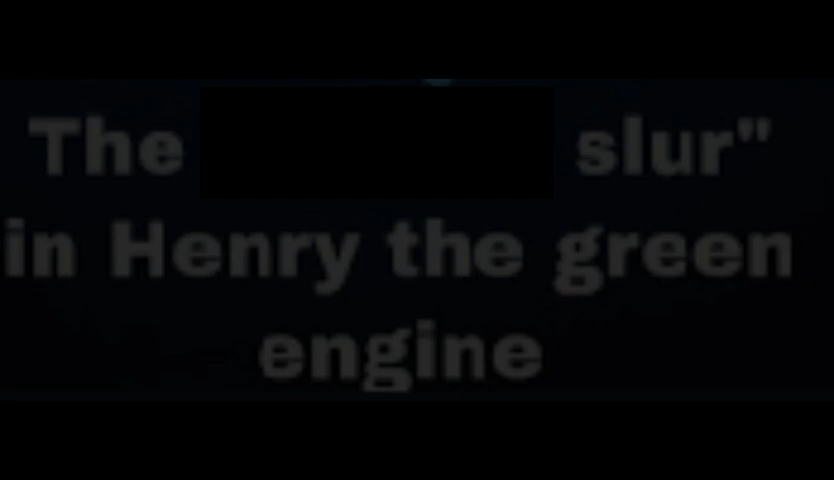 The slur"
in Henry the green
engine